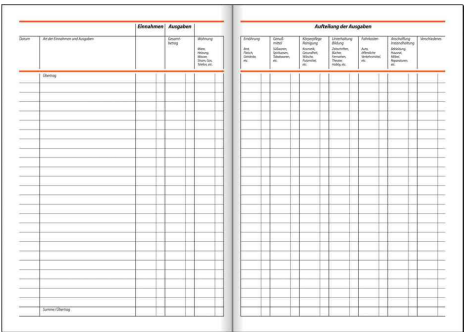 Einnahmen Ausgaben
Aufteilung der Ausgaben
Datum
Art der Einnahmen und Ausgaben
Gesamt-
betrag
Wohnung
Miete,
Heizung,
Wasser,
Strom, Gas,
Telefon, etc.
Ernährung
Brot,
Fleisch,
Getränke
etc.
Genuß-
mittel
Süßwaren,
Spirituosen,
Tabakwaren,
etc.
Körperpflege
Reinigung
Kosmetik,
Gesundheit,
Wäsche,
Putzmittel,
etc.
Unterhaltung
Bildung
Zeitschriften,
Bücher,
Fernsehen,
Theater,
Hobby, etc.
Fahrkosten
Auto,
öffentliche
Verkehrsmittel,
etc.
Anschaffung
Instandhaltung
Kleidung,
Hausrat,
Möbel,
Reparaturen,
etc.
Verschiedenes
Übertrag
Summe / Übertrag